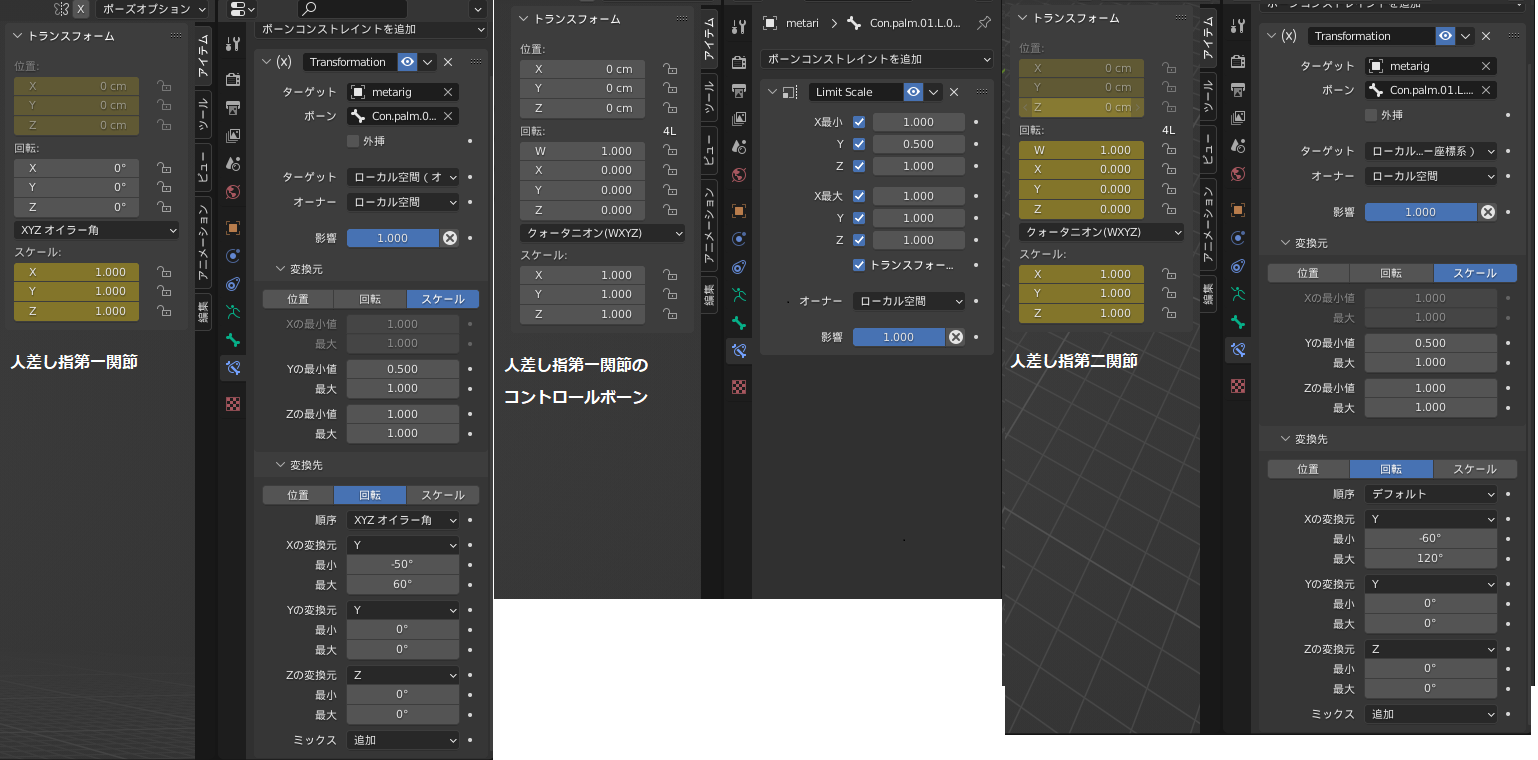 X ポーズオプション
トランスフォーム
位置:
X 0 cm
Y 0 cm
Z 0 cm
回転:
X 0°
Y 0°
Z 0°
XYZ オイラー角
スケール:
X 1.000
Y 1.000
Z 1.000
アイテム
ツール
ビュー
アニメーション
編集
人差し指第一関節
ボーンコンストレイントを追加
(x) Transformation
ターゲット metarig
ボーン Con.palm.0...
外挿
ターゲット ローカル空間 ( オ
オーナー ローカル空間
影響 1.000
変換元
位置 回転 スケール
Xの最小値 1.000
最大 1.000
Yの最小値 0.500
最大 1.000
Zの最小値 1.000
最大 1.000
変換先
位置 回転 スケール
順序 XYZ オイラー角
Xの変換元 Y
最小 -50°
最大 60°
Yの変換元 Y
最小 0°
最大 0°
Zの変換元 Z
最小 0°
最大 0°
ミックス 追加
トランスフォーム
位置:
X 0 cm
Y 0 cm
Z 0 cm
回転: 4L
W 1.000
X 0.000
Y 0.000
Z 0.000
クォータニオン(WXYZ)
スケール:
X 1.000
Y 1.000
Z 1.000
アイテム
ツール
ビュー
アニメーション
編集
人差し指第一関節の
コントロールボーン
metari > Con.palm.01.L.0...
ボーンコンストレイントを追加
Limit Scale
X最小 1.000
Y 0.500
Z 1.000
X最大 1.000
Y 1.000
Z 1.000
トランスフォー...
オーナー ローカル空間
影響 1.000
トランスフォーム
位置:
X 0 cm
Y 0 cm
Z 0 cm
回転: 4L
W 1.000
X 0.000
Y 0.000
Z 0.000
クォータニオン(WXYZ)
スケール:
X 1.000
Y 1.000
Z 1.000
アイテム
ツール
ビュー
アニメーション
編集
人差し指第二関節
ボーンコンストレイントを追加
(x) Transformation
ターゲット metarig
ボーン Con.palm.01.L....
外挿
ターゲット ローカル...ー座標系 )
オーナー ローカル空間
影響 1.000
変換元
位置 回転 スケール
Xの最小値 1.000
最大 1.000
Yの最小値 0.500
最大 1.000
Zの最小値 1.000
最大 1.000
変換先
位置 回転 スケール
順序 デフォルト
Xの変換元 Y
最小 -60°
最大 120°
Yの変換元 Y
最小 0°
最大 0°
Zの変換元 Z
最小 0°
最大 0°
ミックス 追加